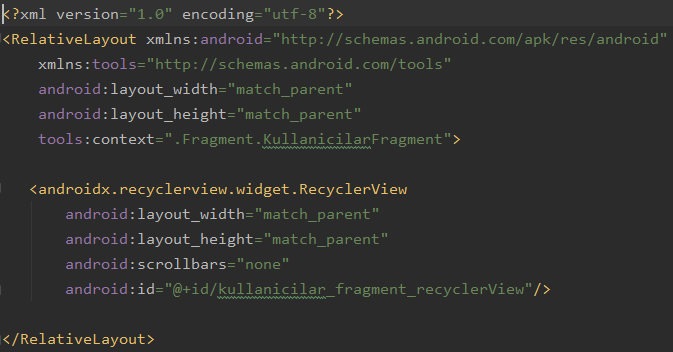 <?xml version="1.0" encoding="utf-8"?>
<RelativeLayout xmlns:android="http://schemas.android.com/apk/res/android"
    xmlns:tools="http://schemas.android.com/tools"
    android:layout_width="match_parent"
    android:layout_height="match_parent"
    tools:context=".Fragment.KullanicilarFragment">
    <androidx.recyclerview.widget.RecyclerView
        android:layout_width="match_parent"
        android:layout_height="match_parent"
        android:scrollbars="none"
        android:id="@+id/kullanicilar_fragment_recyclerView"/>
</RelativeLayout>